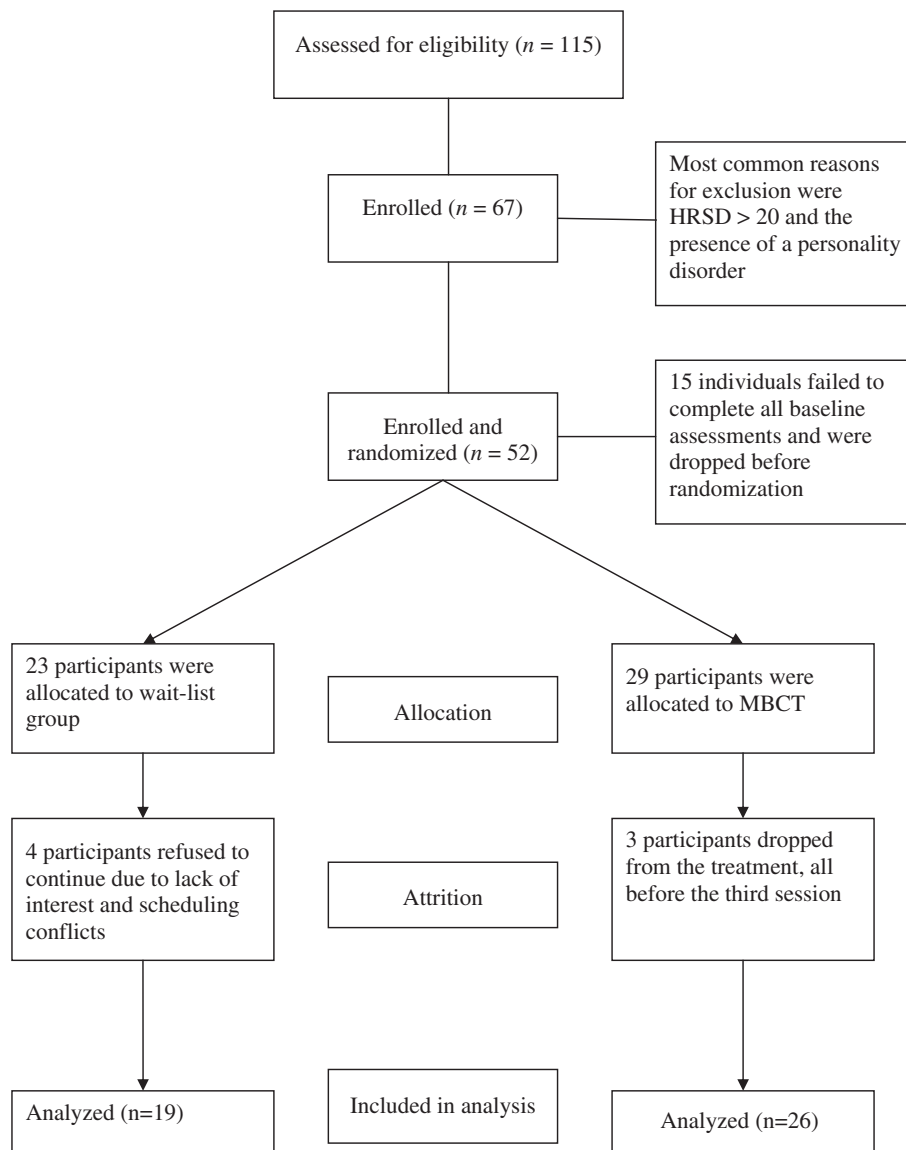 Assessed for eligibility (n = 115)
Enrolled (n = 67)
Most common reasons
for exclusion were
HRSD > 20 and the
presence of a personality
disorder
Enrolled and
randomized (n = 52)
15 individuals failed to
complete all baseline
assessments and were
dropped before
randomization
23 participants were
allocated to wait-list
group
Allocation
29 participants were
allocated to MBCT
4 participants refused to
continue due to lack of
interest and scheduling
conflicts
Attrition
3 participants dropped
from the treatment, all
before the third session
Analyzed (n=19)
Included in analysis
Analyzed (n=26)